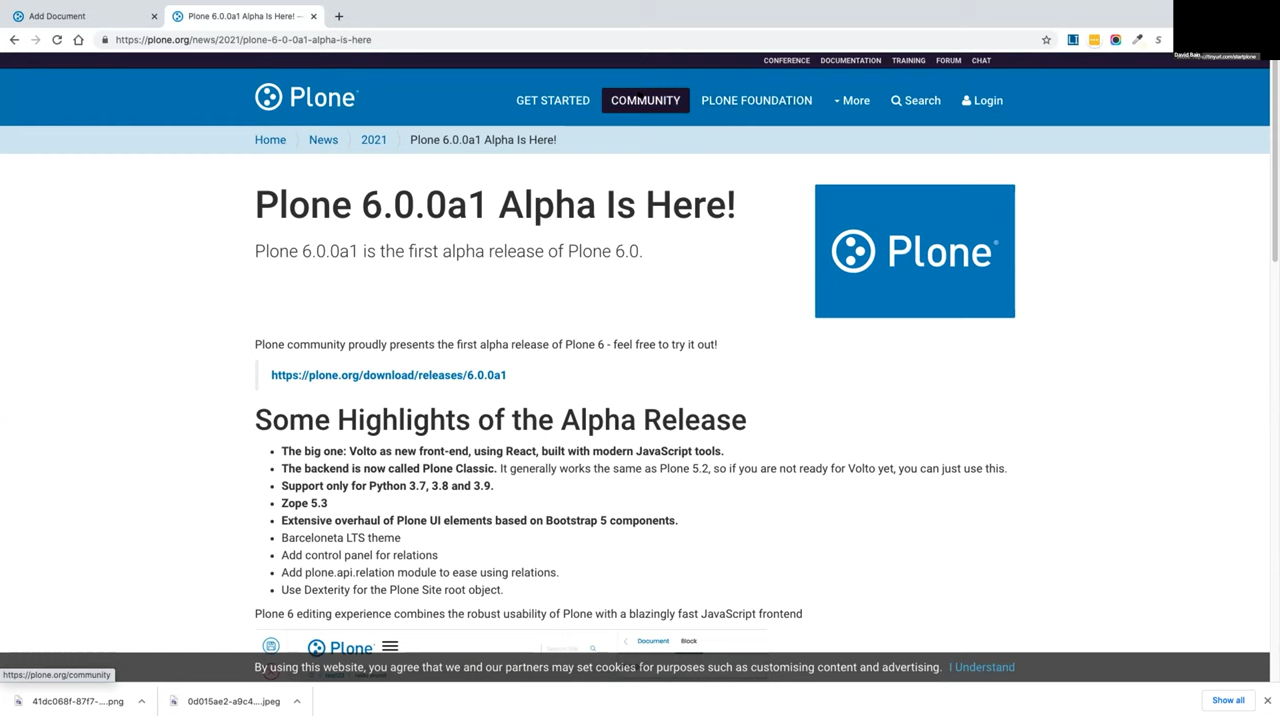 Add Document
Plone 6.0.0a1 Alpha Is Here! —
https://plone.org/news/2021/plone-6-0-0a1-alpha-is-here
David Bain
CONFERENCE DOCUMENTATION TRAINING FORUM CHAT
Plone
GET STARTED COMMUNITY PLONE FOUNDATION More Search Login
Home News 2021 Plone 6.0.0a1 Alpha Is Here!
Plone 6.0.0a1 Alpha Is Here!
Plone 6.0.0a1 is the first alpha release of Plone 6.0.
Plone®
Plone community proudly presents the first alpha release of Plone 6 - feel free to try it out!
https://plone.org/download/releases/6.0.0a1
Some Highlights of the Alpha Release
• The big one: Volto as new front-end, using React, built with modern JavaScript tools.
• The backend is now called Plone Classic. It generally works the same as Plone 5.2, so if you are not ready for Volto yet, you can just use this.
• Support only for Python 3.7, 3.8 and 3.9.
• Zope 5.3
• Extensive overhaul of Plone UI elements based on Bootstrap 5 components.
• Barceloneta LTS theme
• Add control panel for relations
• Add plone.api.relation module to ease using relations.
• Use Dexterity for the Plone Site root object.
Plone 6 editing experience combines the robust usability of Plone with a blazingly fast JavaScript frontend
Plone Search Site Document Block
By using this website, you agree that we and our partners may set cookies for purposes such as customising content and advertising. I Understand
https://plone.org/community
41dc068f-87f7-....png 0d015ae2-a9c4....jpeg Show all